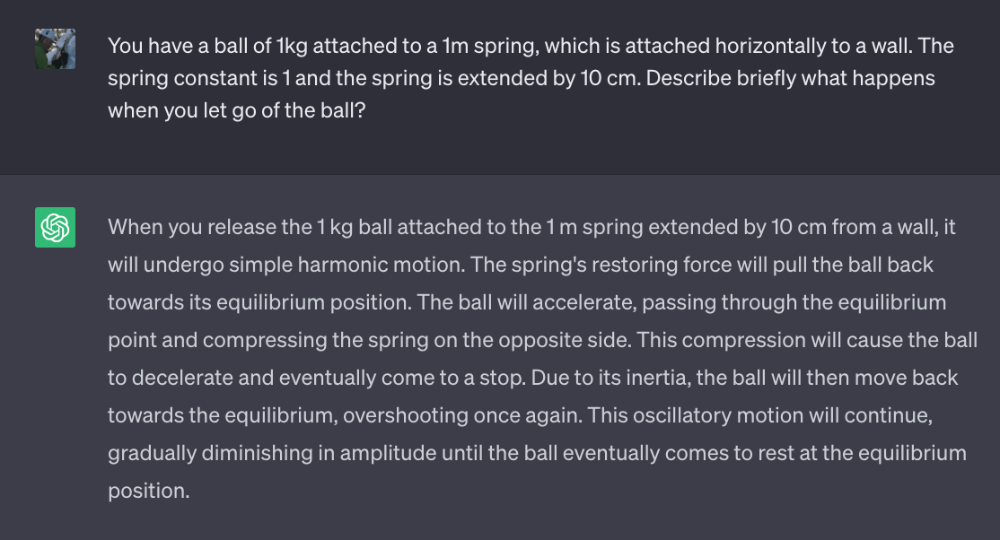 You have a ball of 1kg attached to a 1m spring, which is attached horizontally to a wall. The
spring constant is 1 and the spring is extended by 10 cm. Describe briefly what happens
when you let go of the ball?
When you release the 1 kg ball attached to the 1 m spring extended by 10 cm from a wall, it
will undergo simple harmonic motion. The spring's restoring force will pull the ball back
towards its equilibrium position. The ball will accelerate, passing through the equilibrium
point and compressing the spring on the opposite side. This compression will cause the ball
to decelerate and eventually come to a stop. Due to its inertia, the ball will then move back
towards the equilibrium, overshooting once again. This oscillatory motion will continue,
gradually diminishing in amplitude until the ball eventually comes to rest at the equilibrium
position.